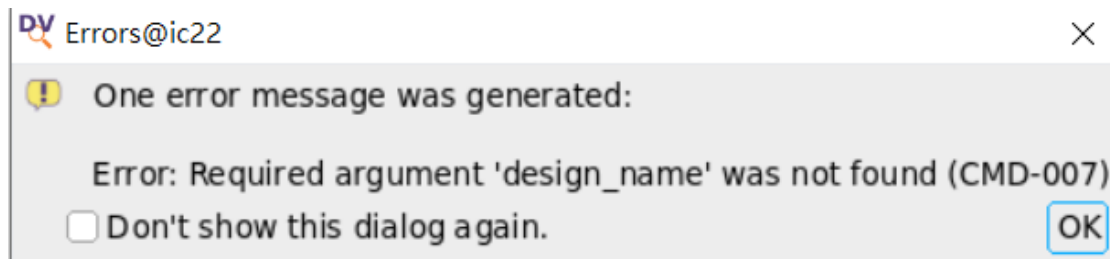 DV Errors@ic22
One error message was generated:
Error: Required argument 'design_name' was not found (CMD-007)
Don't show this dialog again.
OK